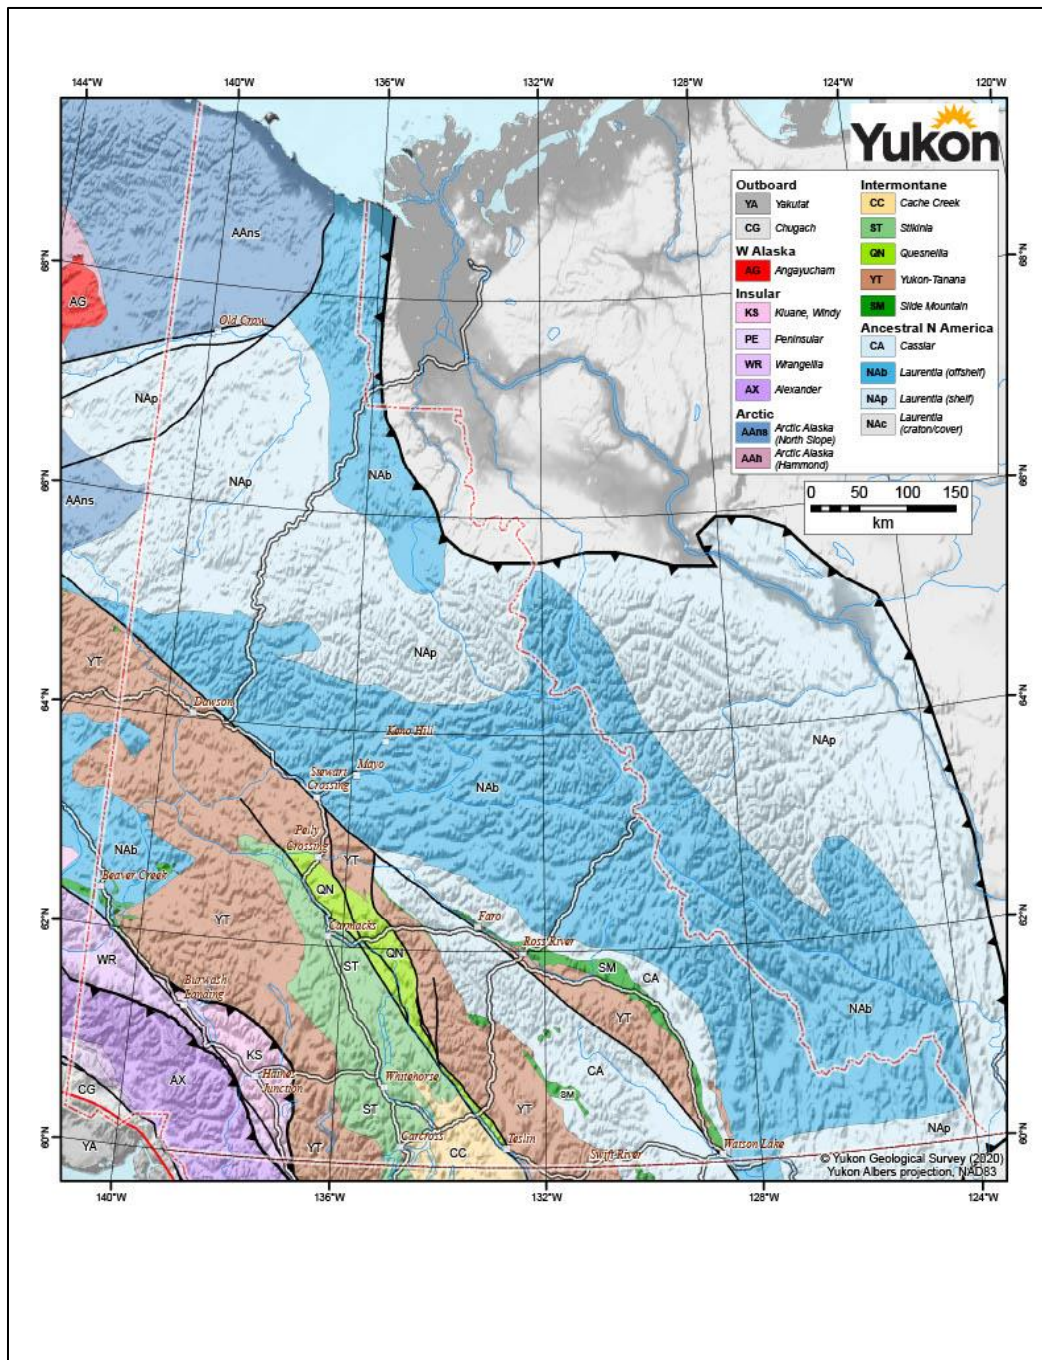 144°W 140°W 136°W 132°W 128°W 124°W 120°W
Yukon
Outboard
YA Yakutat
CG Chugach
W Alaska
AG Angayucham
Insular
KS Kluane, Windy
PE Peninsular
WR Wrangellia
AX Alexander
Arctic
AAns Arctic Alaska
(North Slope)
AAh Arctic Alaska
(Hammond)
Intermontane
CC Cache Creek
ST Stikinia
QN Quesnellia
YT Yukon-Tanana
SM Slide Mountain
Ancestral N America
CA Cassiar
NAb Laurentia (offshelf)
NAp Laurentia (shelf)
NAc Laurentia
(craton/cover)
0 50 100 150
km
68°N
68°N
66°N
66°N
64°N
64°N
62°N
62°N
60°N
60°N
AAns
AG
Old Crow
NAp
NAp
NAb
AAns
NAp
YT
Dawson
Keno Hill
Mayo
Stewart
Crossing
NAb
NAp
Pelly
Crossing
YT
NAb
Beaver Creek
QN
YT
Carmacks
Faro
Ross River
QN
ST
SM
CA
WR
Burwash
Landing
YT
NAb
KS
Haines
Junction
AX
CG
Whitehorse
CA
SM
ST
YT
YA
YT
Carcross
CC
Teslin
Swift River
Watson Lake
NAp
© Yukon Geological Survey (2020)
Yukon Albers projection, NAD83
140°W 136°W 132°W 128°W 124°W